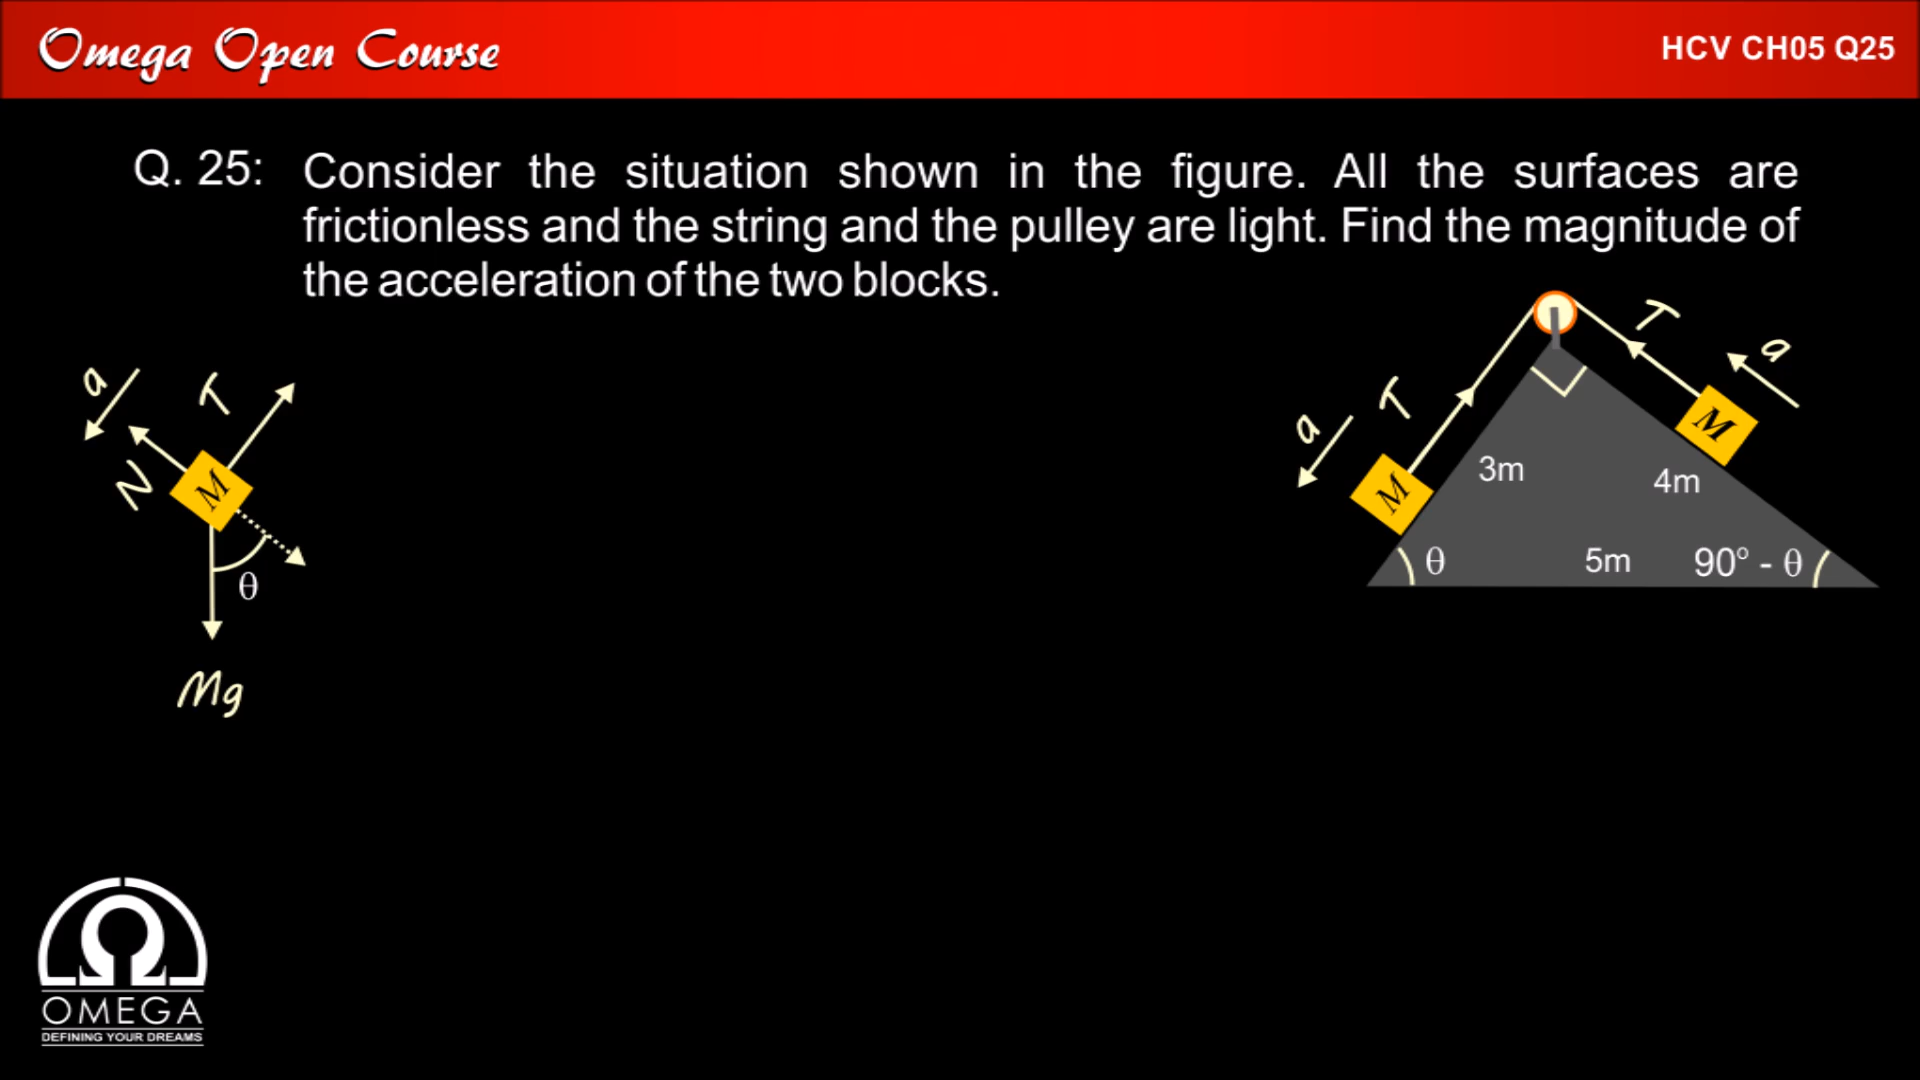 Omega Open Course
HCV CH05 Q25
Q. 25: Consider the situation shown in the figure. All the surfaces are
frictionless and the string and the pulley are light. Find the magnitude of
the acceleration of the two blocks.
a
T
N
M
θ
Mg
T
a
a
T
M
M
3m
4m
θ
5m
90° - θ
OMEGA
DEFINING YOUR DREAMS